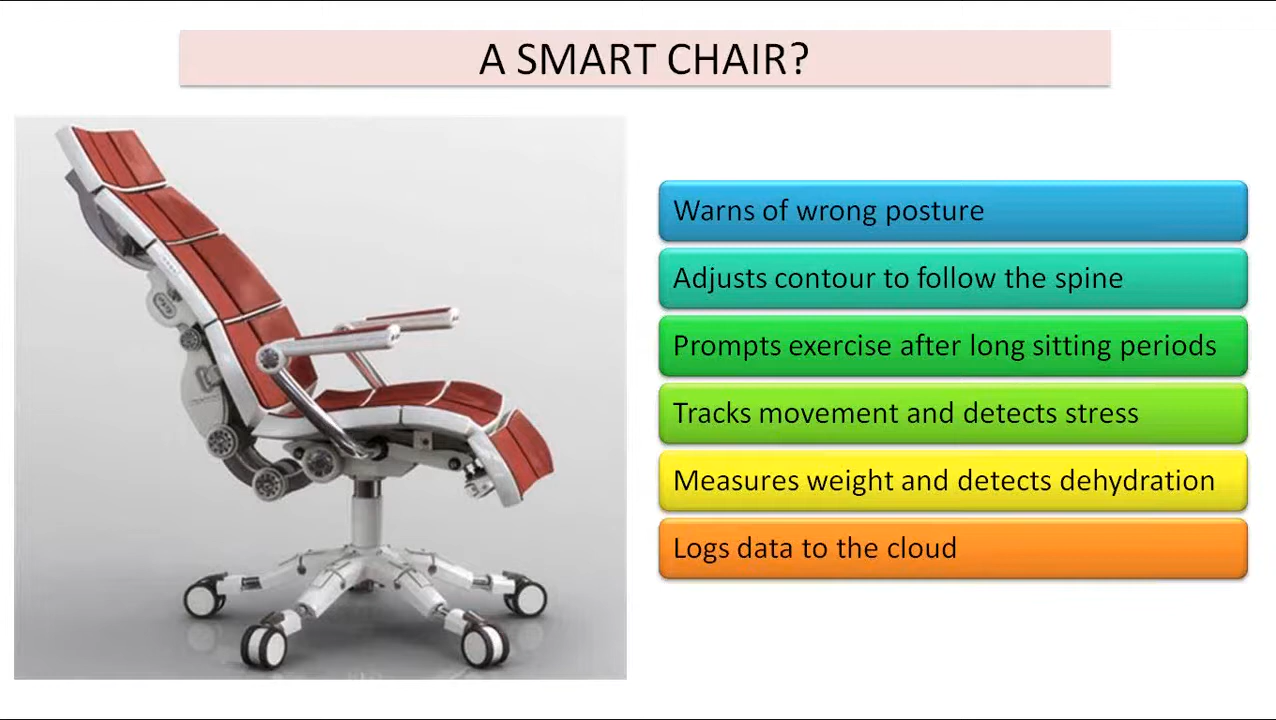 A SMART CHAIR?
Warns of wrong posture
Adjusts contour to follow the spine
Prompts exercise after long sitting periods
Tracks movement and detects stress
Measures weight and detects dehydration
Logs data to the cloud